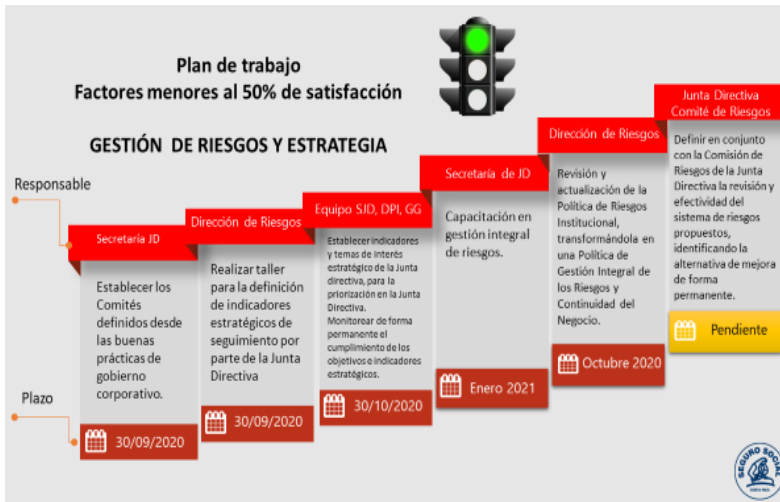 Plan de trabajo
Factores menores al 50% de satisfacción
GESTIÓN DE RIESGOS Y ESTRATEGIA
Responsable
Plazo
Secretaría JD
Establecer los
Comités
definidos desde
las buenas
prácticas de
gobierno
corporativo.
30/09/2020
Dirección de Riesgos
Realizar taller
para la definición
de indicadores
estratégicos de
seguimiento por
parte de la Junta
Directiva
30/09/2020
Equipo SJD, DPI, GG
Establecer indicadores
y temas de interés
estratégico de la Junta
directiva, para la
priorización en la Junta
Directiva.
Monitorear de forma
permanente el
cumplimiento de los
objetivos e indicadores
estratégicos.
30/10/2020
Secretaría de JD
Capacitación en
gestión integral
de riesgos.
Enero 2021
Dirección de Riesgos
Revisión y
actualización de la
Política de Riesgos
Institucional,
transformándola en
una Política de
Gestión Integral de
los Riesgos y
Continuidad del
Negocio.
Octubre 2020
Junta Directiva
Comité de Riesgos
Definir en conjunto
con la Comisión de
Riesgos de la Junta
Directiva la revisión y
efectividad del
sistema de riesgos
propuestos,
identificando la
alternativa de mejora
de forma
permanente.
Pendiente
SEGURO SOCIAL